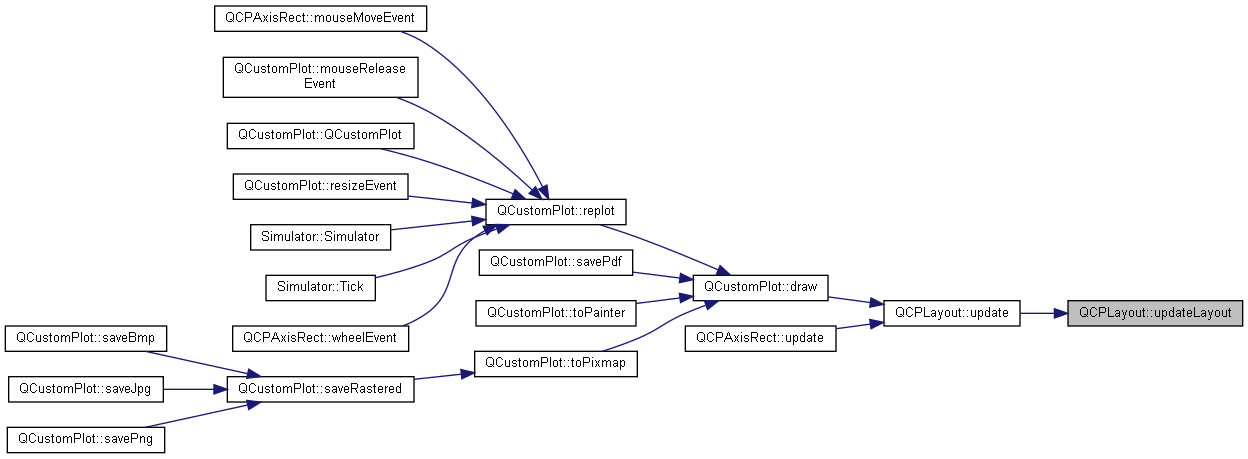 QCPAxisRect::mouseMoveEvent
QCustomPlot::mouseRelease
Event
QCustomPlot::QCustomPlot
QCustomPlot::resizeEvent
QCustomPlot::replot
Simulator::Simulator
QCustomPlot::savePdf
Simulator::Tick
QCustomPlot::draw
QCustomPlot::toPainter
QCPLayout::update
QCPLayout::updateLayout
QCPAxisRect::wheelEvent
QCPAxisRect::update
QCustomPlot::saveBmp
QCustomPlot::toPixmap
QCustomPlot::saveJpg
QCustomPlot::saveRastered
QCustomPlot::savePng